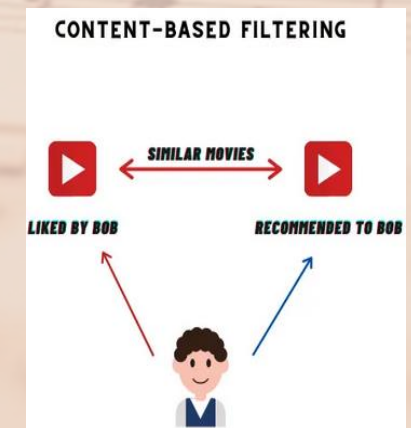 CONTENT-BASED FILTERING
SIMILAR MOVIES
LIKED BY BOB
RECOMMENDED TO BOB